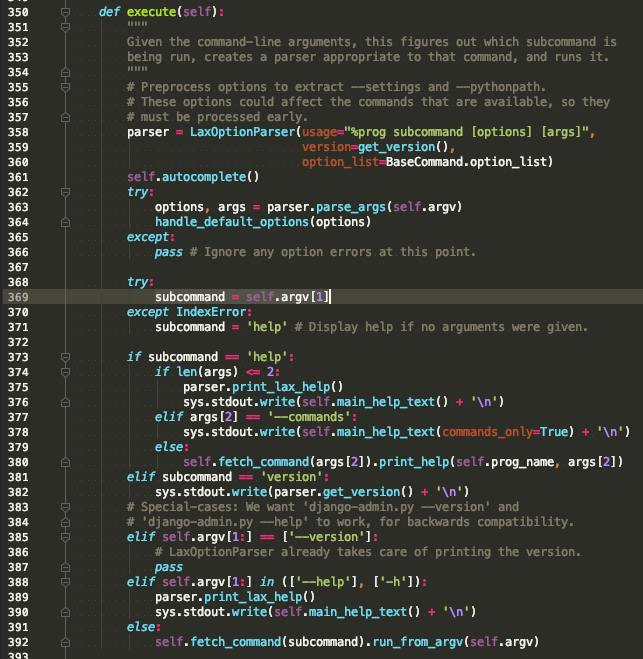 350 def execute(self):
351 """
352 Given the command-line arguments, this figures out which subcommand is
353 being run, creates a parser appropriate to that command, and runs it.
354 """
355 # Preprocess options to extract --settings and --pythonpath.
356 # These options could affect the commands that are available, so they
357 # must be processed early.
358 parser = LaxOptionParser(usage="%prog subcommand [options] [args]",
359 version=get_version(),
360 option_list=BaseCommand.option_list)
361 self.autocomplete()
362 try:
363 options, args = parser.parse_args(self.argv)
364 handle_default_options(options)
365 except:
366 pass # Ignore any option errors at this point.
367
368 try:
369 subcommand = self.argv[1]
370 except IndexError:
371 subcommand = 'help' # Display help if no arguments were given.
372
373 if subcommand == 'help':
374 if len(args) <= 2:
375 parser.print_lax_help()
376 sys.stdout.write(self.main_help_text() + '\n')
377 elif args[2] == '--commands':
378 sys.stdout.write(self.main_help_text(commands_only=True) + '\n')
379 else:
380 self.fetch_command(args[2]).print_help(self.prog_name, args[2])
381 elif subcommand == 'version':
382 sys.stdout.write(parser.get_version() + '\n')
383 # Special-cases: We want 'django-admin.py --version' and
384 # 'django-admin.py --help' to work, for backwards compatibility.
385 elif self.argv[1:] == ['--version']:
386 # LaxOptionParser already takes care of printing the version.
387 pass
388 elif self.argv[1:] in (['--help'], ['-h']):
389 parser.print_lax_help()
390 sys.stdout.write(self.main_help_text() + '\n')
391 else:
392 self.fetch_command(subcommand).run_from_argv(self.argv)
393